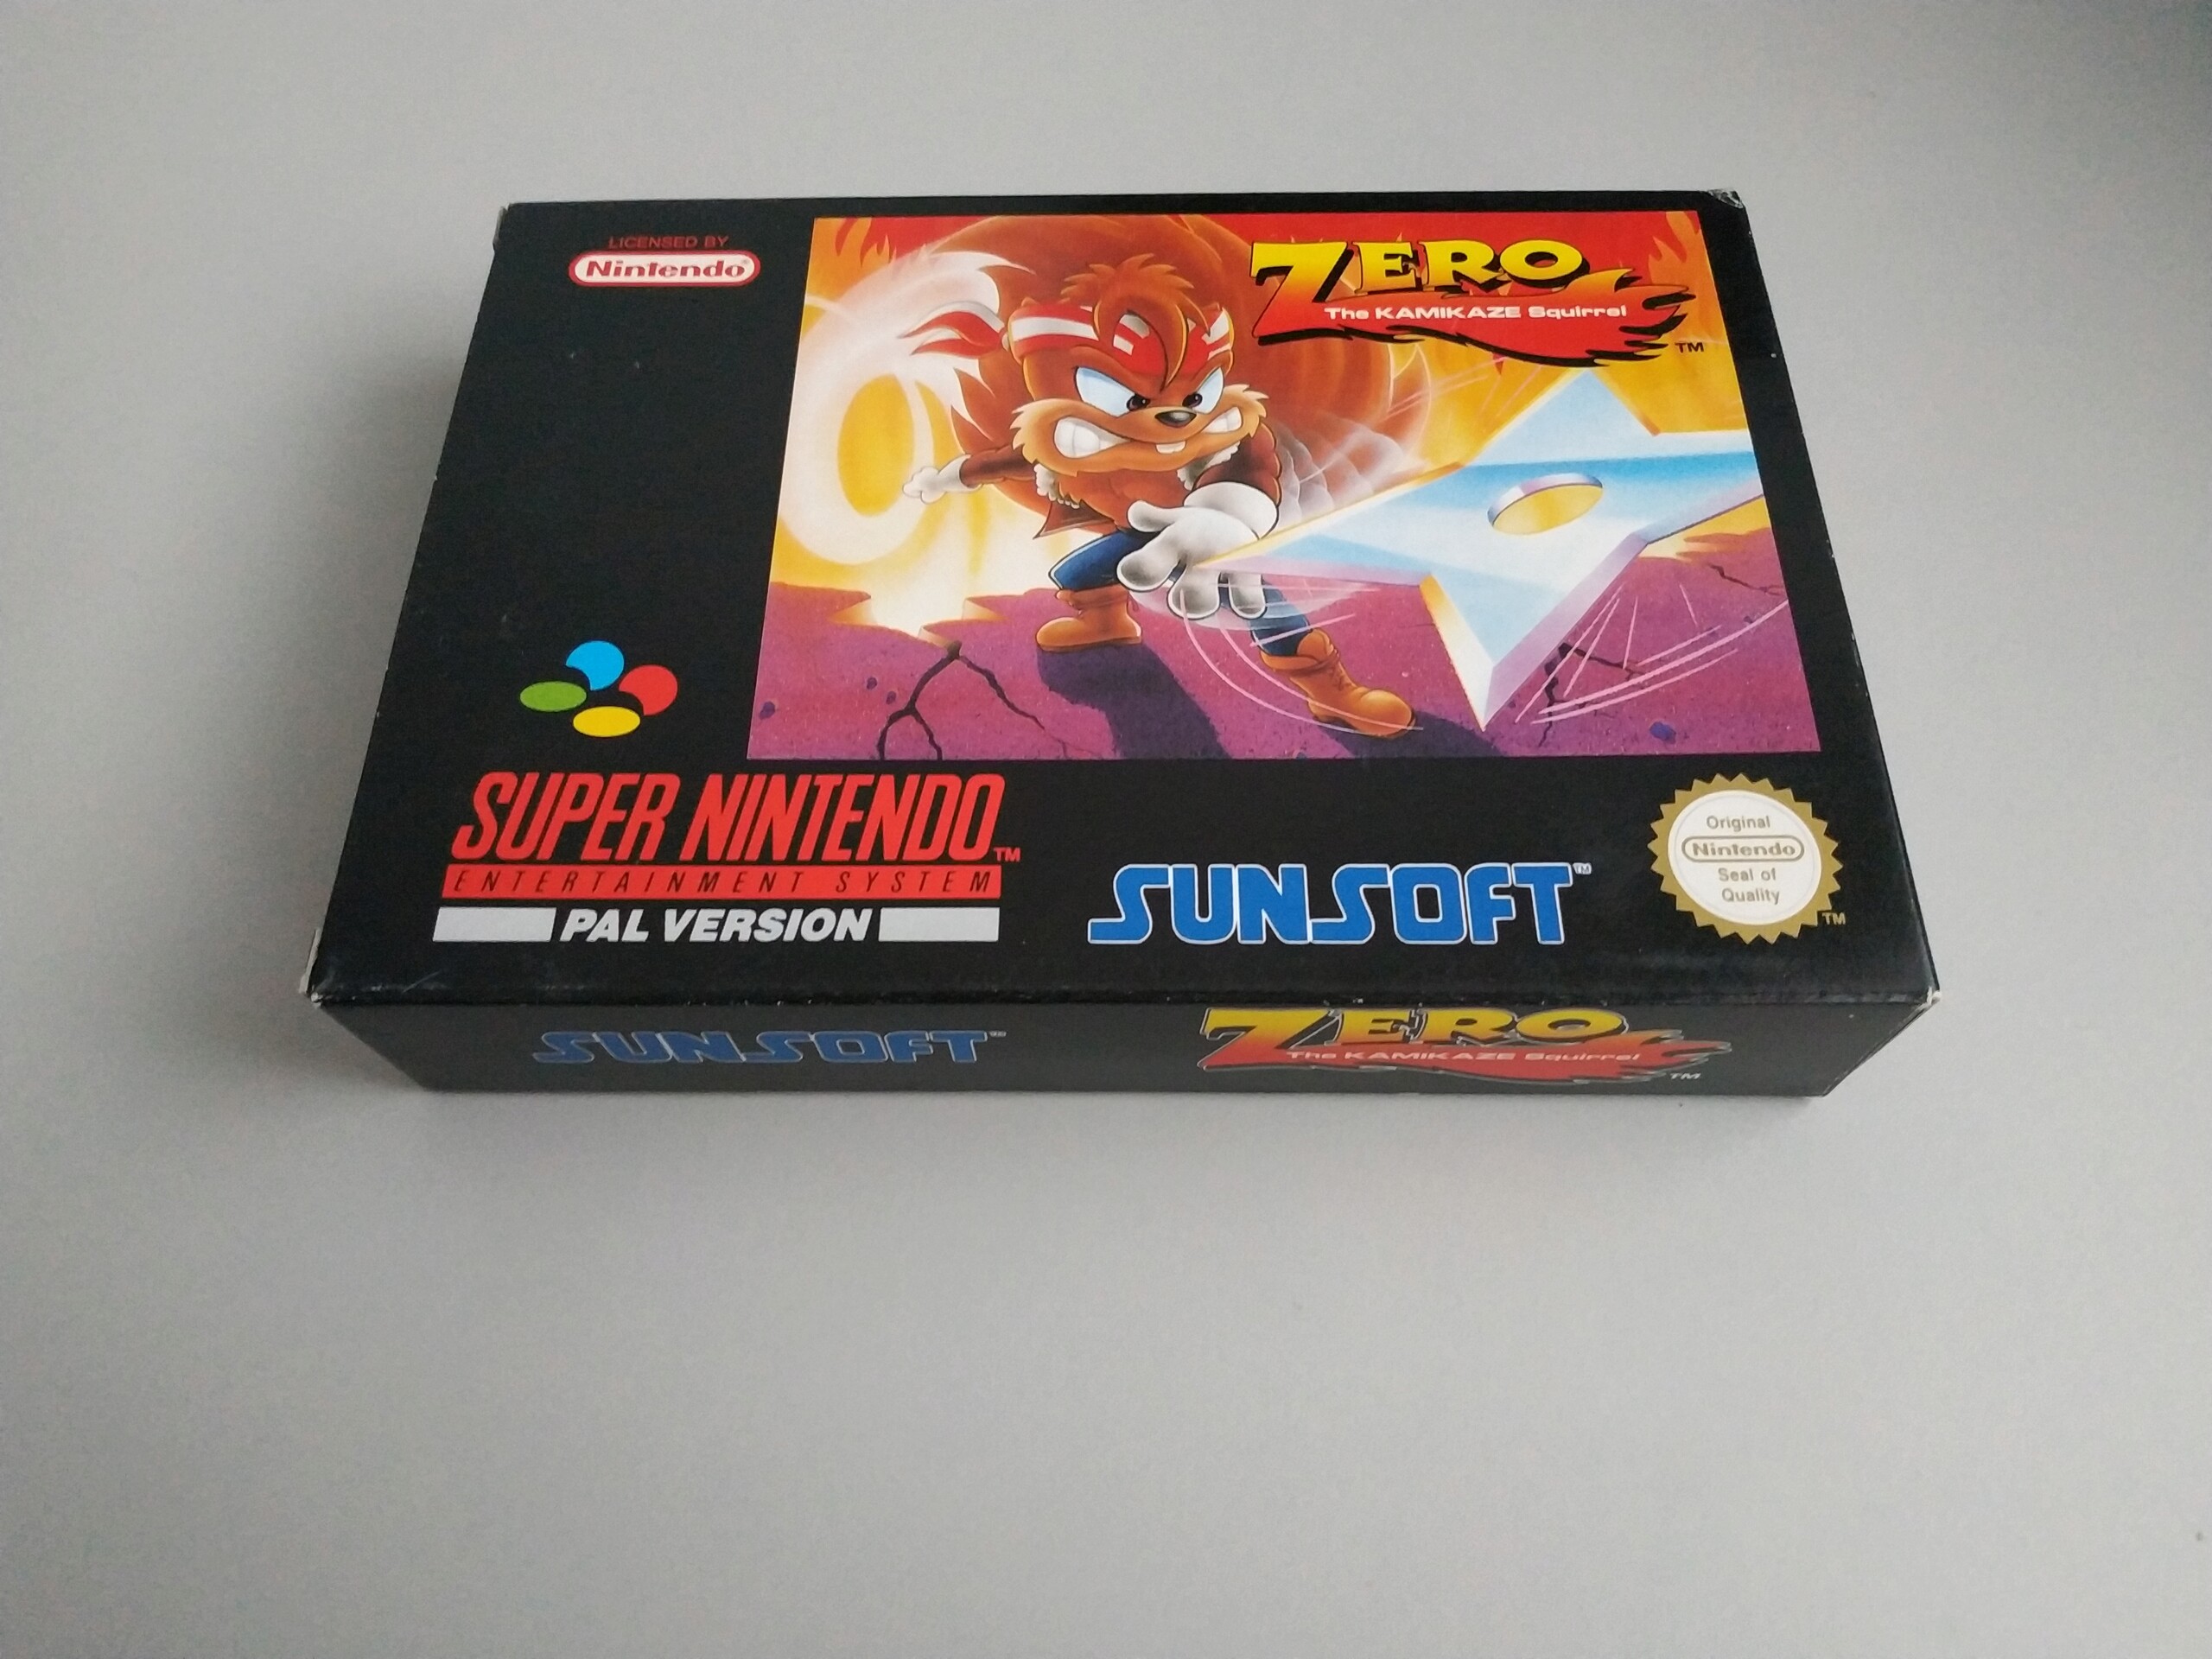 LICENSED BY
Nintendo®
ZERO
The KAMIKAZE Squirrel
TM
SUPER NINTENDO TM
ENTERTAINMENT SYSTEM
PAL VERSION
SUNSOFT TM
Original
Nintendo
Seal of
Quality
TM
SUNSOFT TM
ZERO
The KAMIKAZE Squirrel
TM